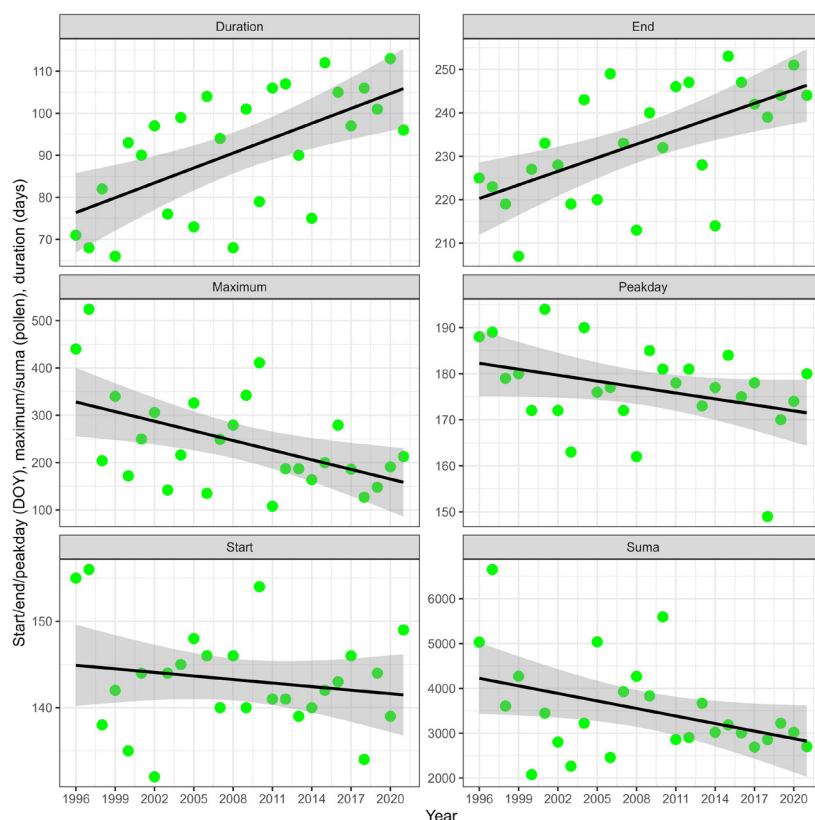 Duration
End
110
100
90
80
70
250
240
230
220
210
Maximum
Peakday
500
400
300
200
100
190
180
170
160
150
Start
Suma
150
140
6000
5000
4000
3000
2000
1996 1999 2002 2005 2008 2011 2014 2017 2020
1996 1999 2002 2005 2008 2011 2014 2017 2020
Year
Start/end/peakday (DOY), maximum/suma (pollen), duration (days)